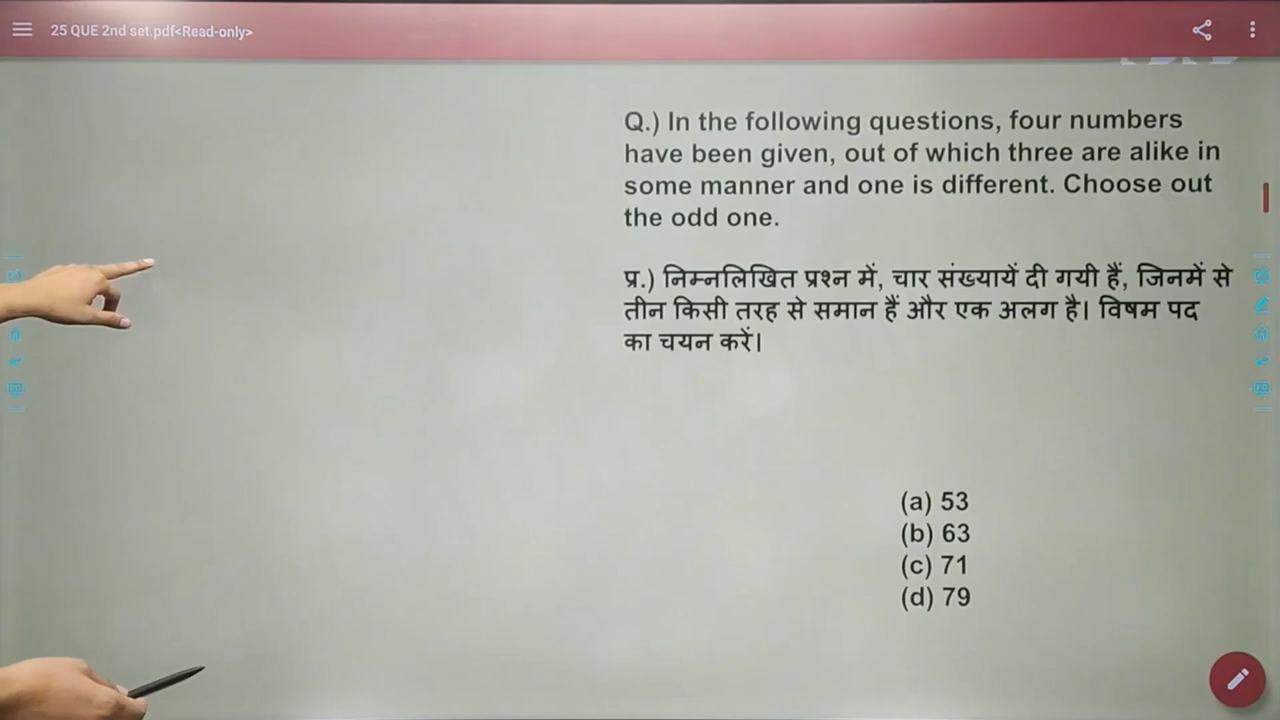 25 QUE 2nd set.pdf<Read-only>
Q.) In the following questions, four numbers
have been given, out of which three are alike in
some manner and one is different. Choose out
the odd one.
प्र.) निम्नलिखित प्रश्न में, चार संख्यायें दी गयी हैं, जिनमें से
तीन किसी तरह से समान हैं और एक अलग है। विषम पद
का चयन करें।
(a) 53
(b) 63
(c) 71
(d) 79